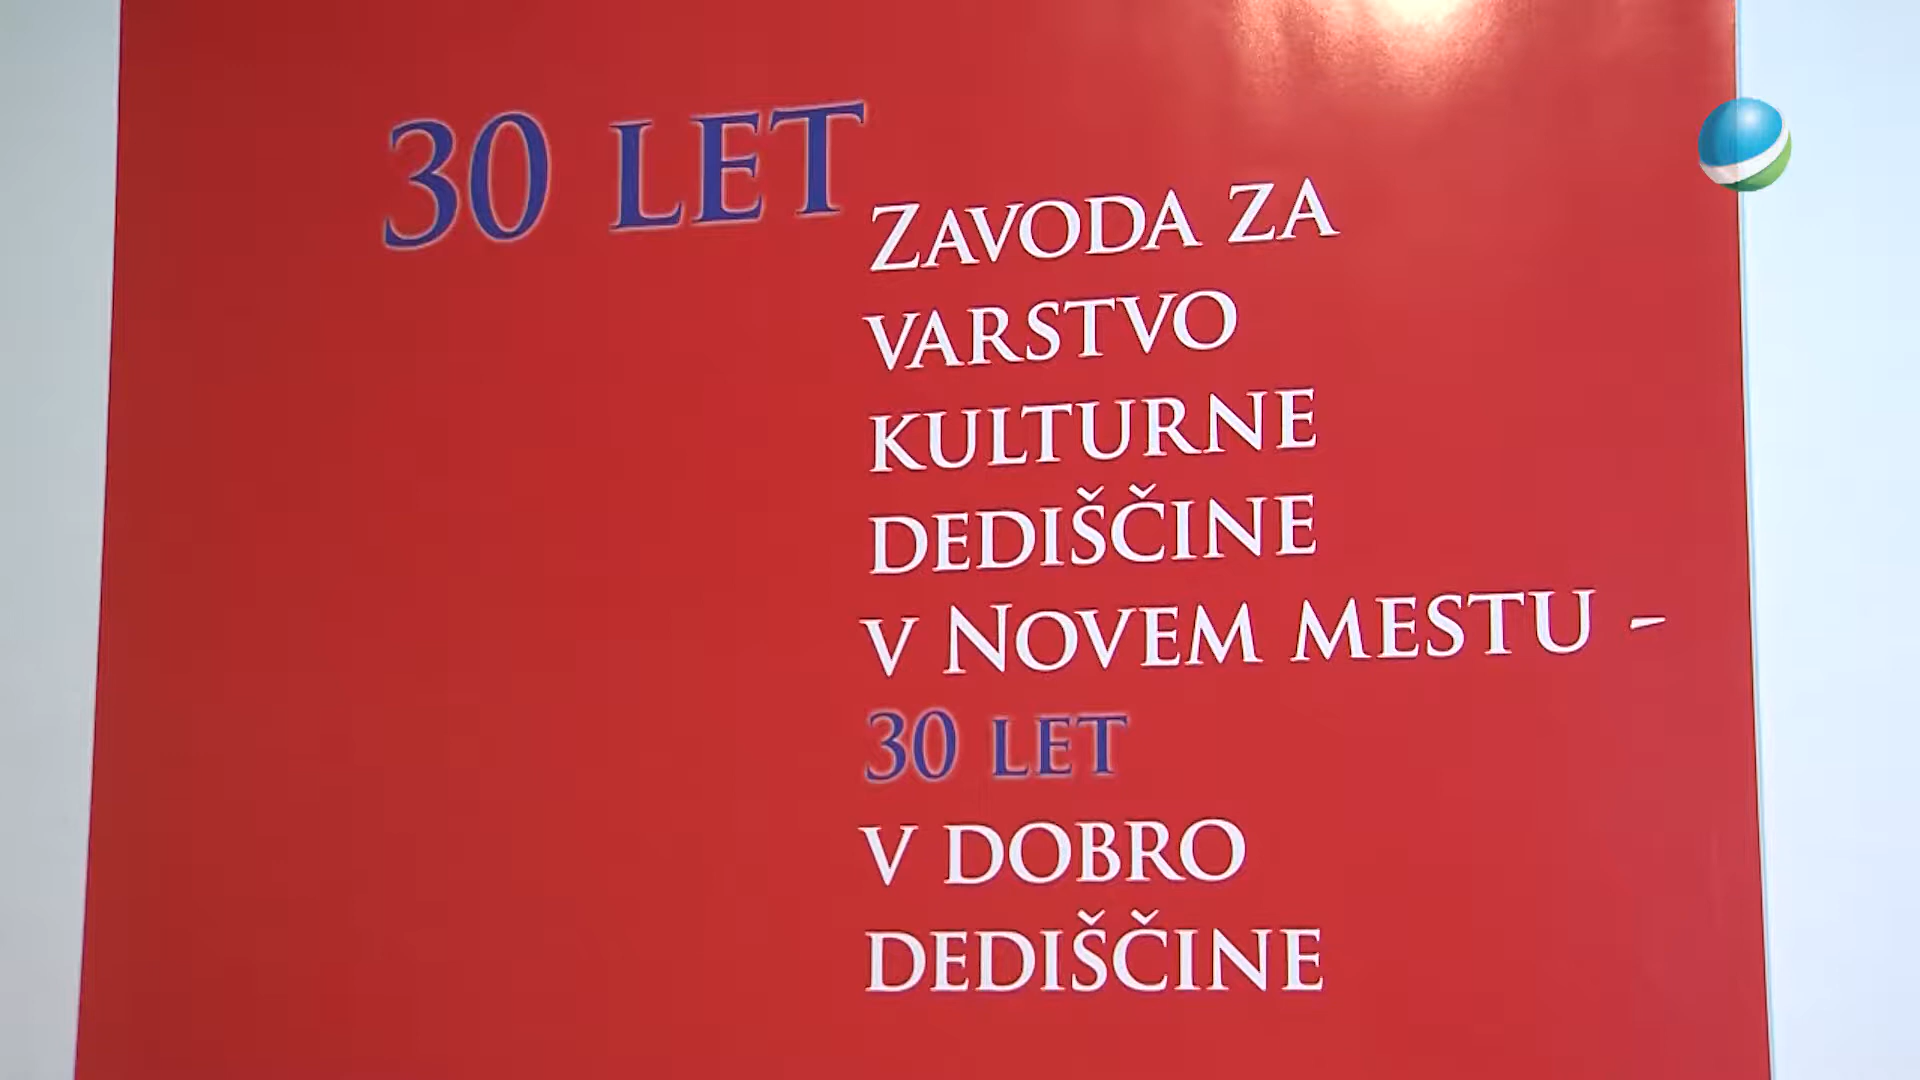 30 LET
ZAVODA ZA
VARSTVO
KULTURNE
DEDIŠČINE
V NOVEM MESTU -
30 LET
V DOBRO
DEDIŠČINE